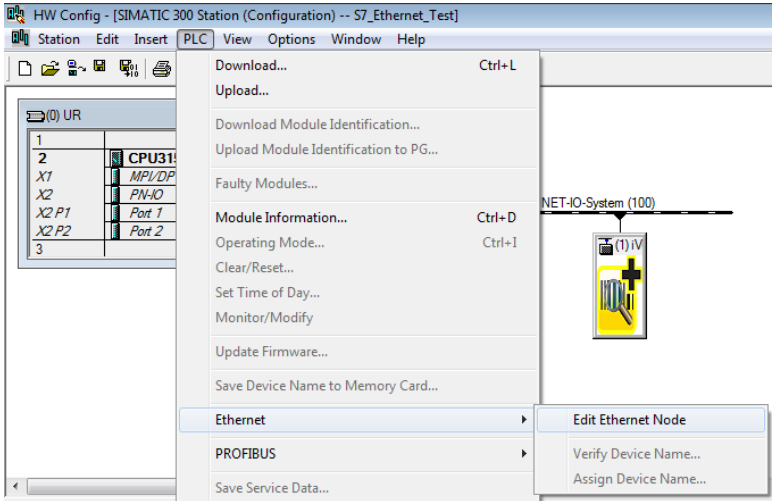 HW Config - [SIMATIC 300 Station (Configuration) -- S7_Ethernet_Test]
Station Edit Insert PLC View Options Window Help
Download... Ctrl+L
Upload...
Download Module Identification...
Upload Module Identification to PG...
Faulty Modules...
Module Information... Ctrl+D
Operating Mode... Ctrl+I
Clear/Reset...
Set Time of Day...
Monitor/Modify
Update Firmware...
Save Device Name to Memory Card...
Ethernet
PROFIBUS
Save Service Data...
Edit Ethernet Node
Verify Device Name...
Assign Device Name...
(0) UR
1
2 CPU315
X1 MPI/DP
X2 PN-IO
X2 P1 Port 1
X2 P2 Port 2
3
NET-IO-System (100)
(1) iV